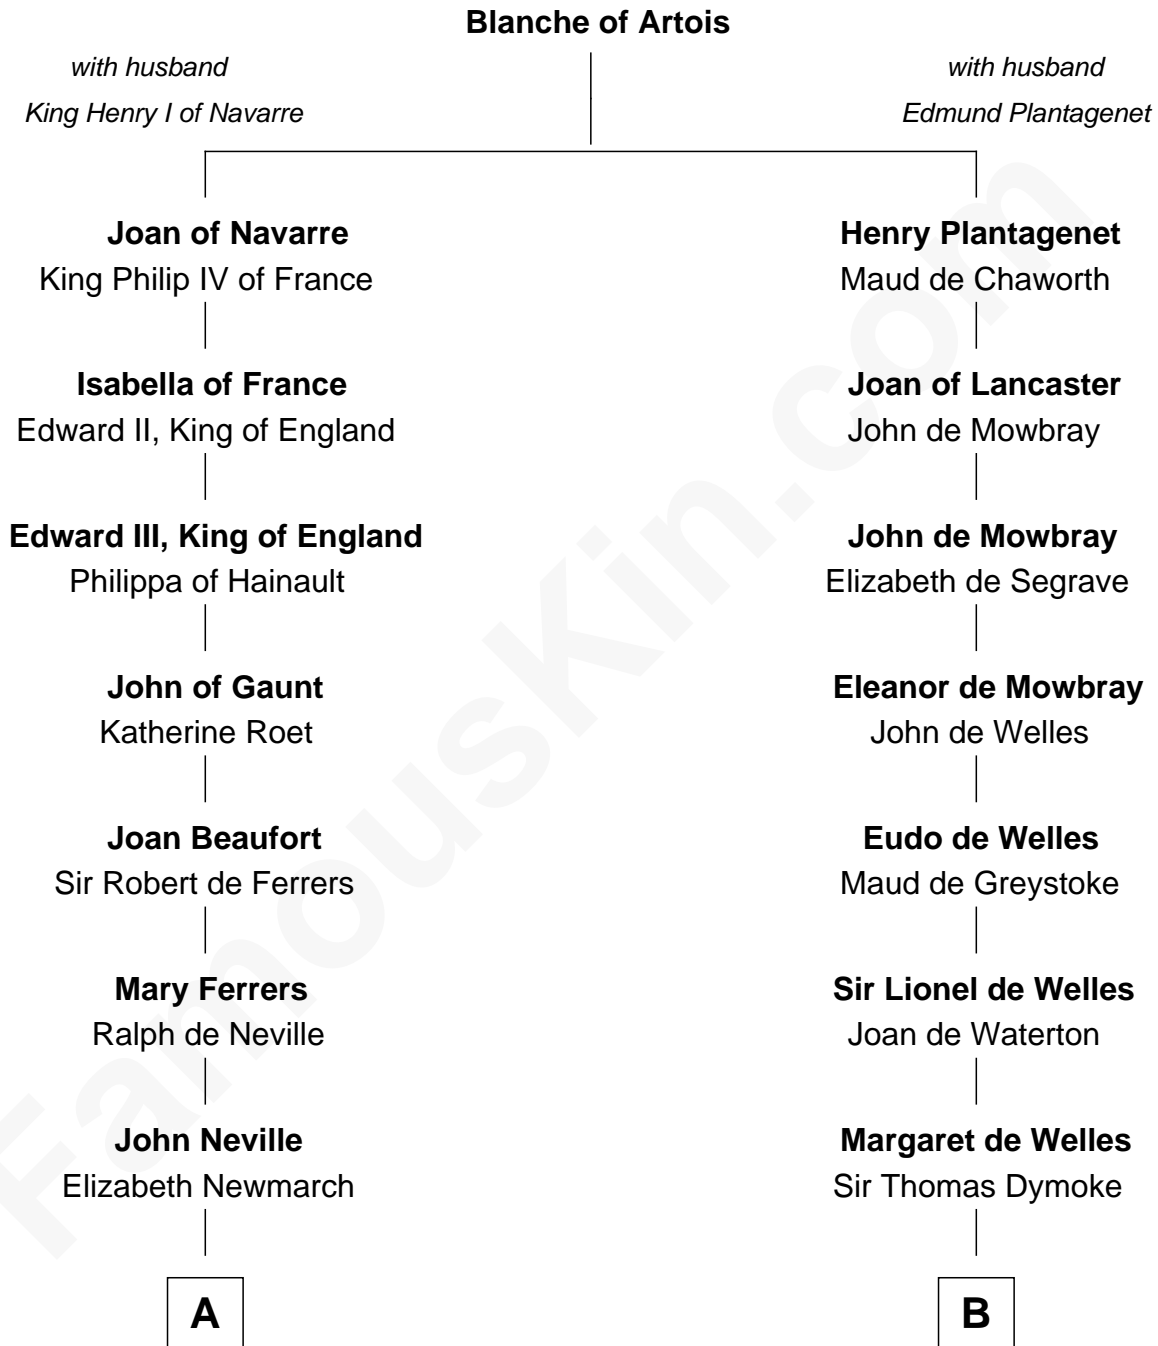 Blanche of Artois
with husband
King Henry I of Navarre
with husband
Edmund Plantagenet
Joan of Navarre
King Philip IV of France
Henry Plantagenet
Maud de Chaworth
Isabella of France
Edward II, King of England
Joan of Lancaster
John de Mowbray
Edward III, King of England
Philippa of Hainault
John de Mowbray
Elizabeth de Segrave
John of Gaunt
Katherine Roet
Eleanor de Mowbray
John de Welles
Joan Beaufort
Sir Robert de Ferrers
Eudo de Welles
Maud de Greystoke
Mary Ferrers
Ralph de Neville
Sir Lionel de Welles
Joan de Waterton
John Neville
Elizabeth Newmarch
Margaret de Welles
Sir Thomas Dymoke
A
B
FamousKin.com